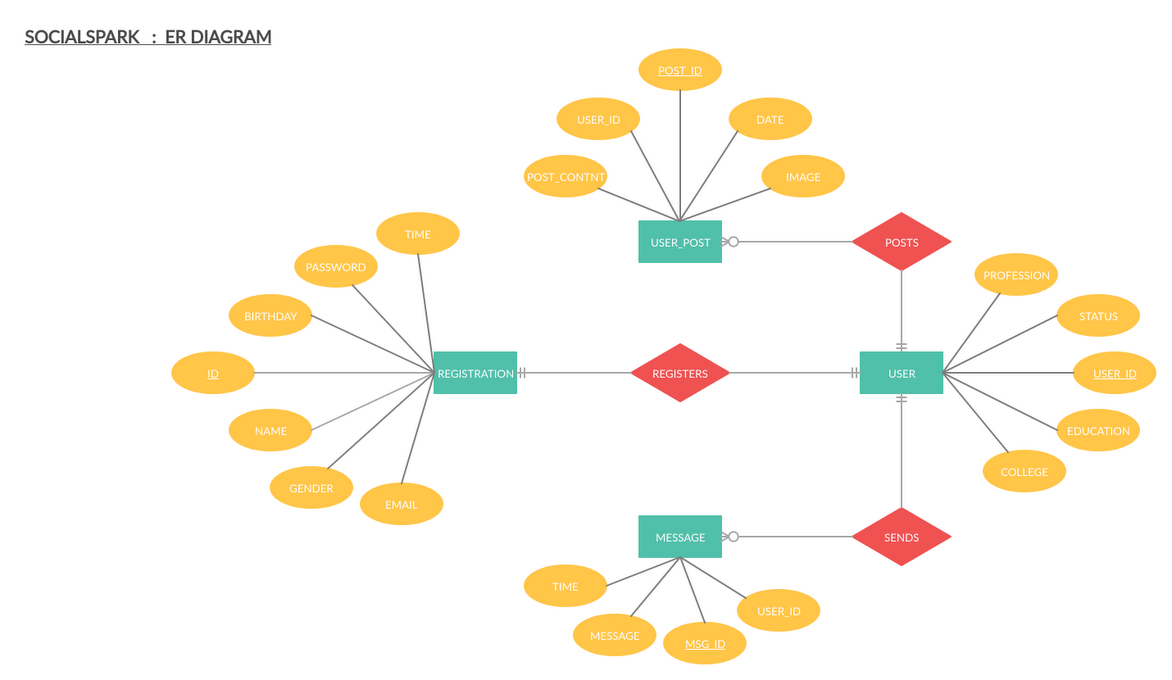 SOCIALSPARK : ER DIAGRAM
POST_ID
USER_ID
DATE
POST_CONTNT
IMAGE
TIME
USER_POST
POSTS
PASSWORD
PROFESSION
BIRTHDAY
STATUS
ID
REGISTRATION
REGISTERS
USER
USER_ID
NAME
EDUCATION
COLLEGE
GENDER
EMAIL
MESSAGE
SENDS
TIME
USER_ID
MESSAGE
MSG_ID